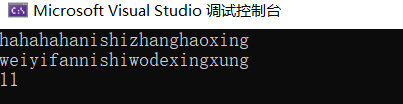 Microsoft Visual Studio 调试控制台
hahahahanishizhanghaoxing
weiyifannishiwodexingxung
11